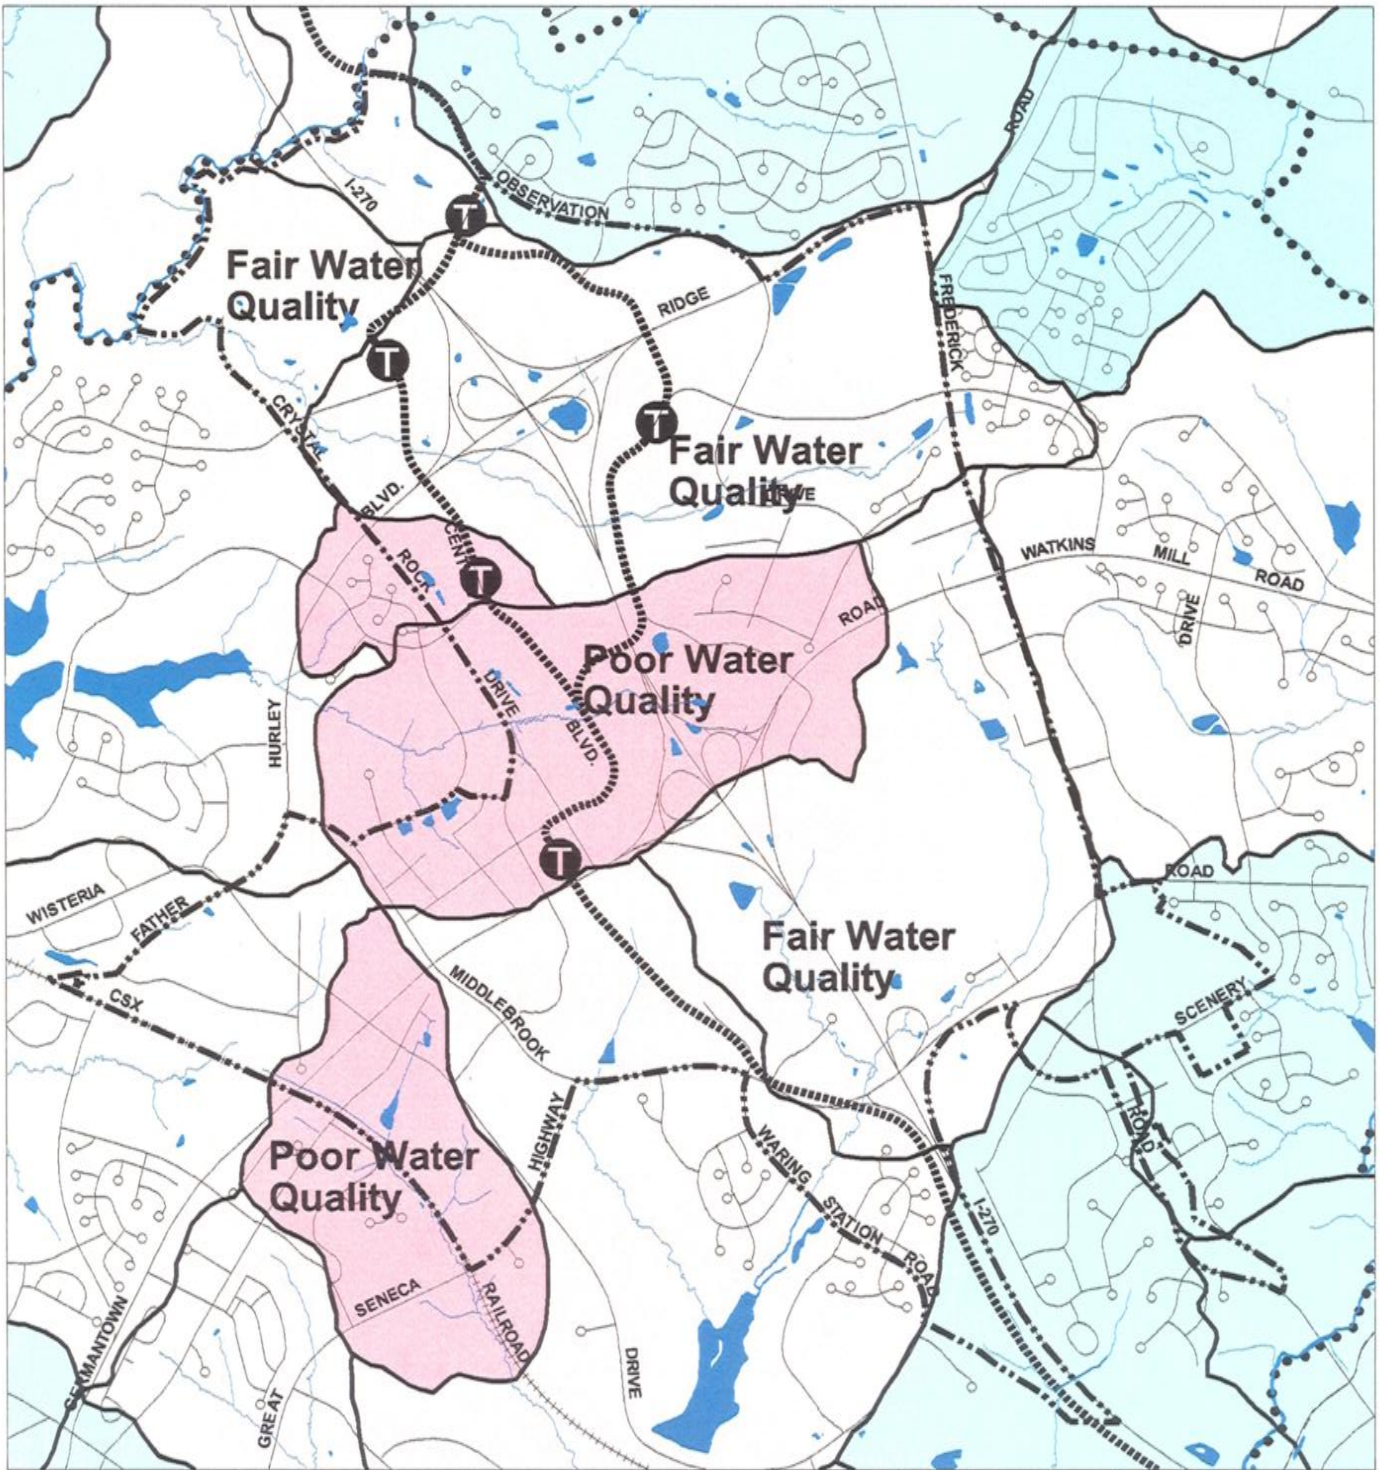 ROAD
I-270
OBSERVATION
T
Fair Water
Quality
RIDGE
FREDERICK
T
CRYSTAL
T
Fair Water
Quality
DRIVE
BLVD.
ROCK
T
WATKINS
MILL
ROAD
ROAD
DRIVE
Poor Water
Quality
DRIVE
BLVD.
HURLEY
T
ROAD
WISTERIA
FATHER
Fair Water
Quality
CSX
MIDDLEBROOK
SCENERY
HIGHWAY
ROAD
WARING
STATION
ROAD
Poor Water
Quality
I-270
SENECA
RAILROAD
GERMANTOWN
GREAT
DRIVE